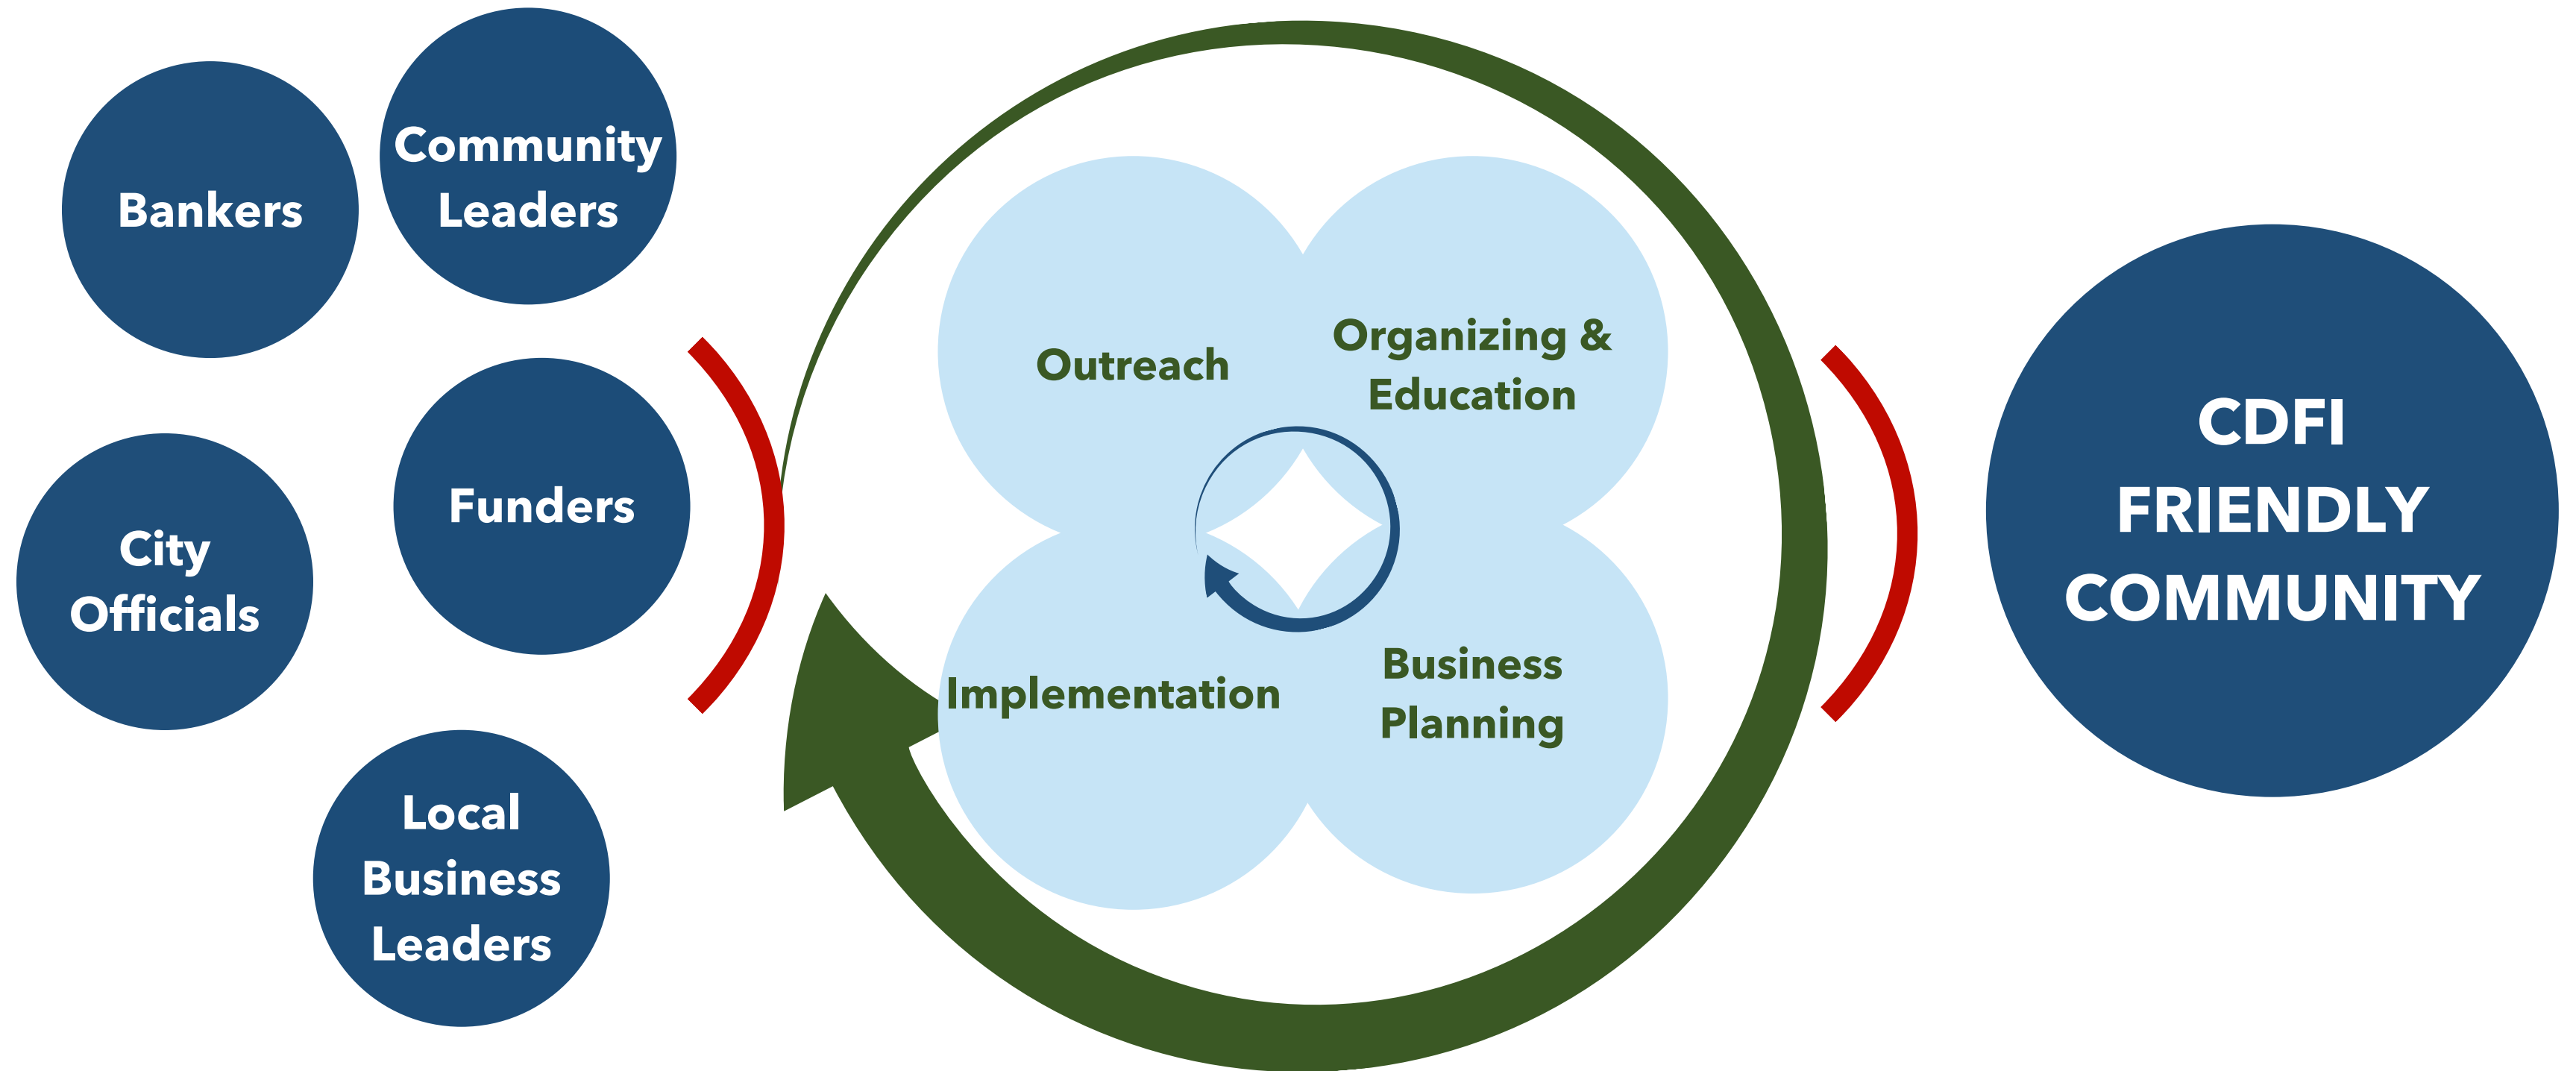 Bankers
Community
Leaders
City
Officials
Funders
Local
Business
Leaders
Outreach
Organizing &
Education
Implementation
Business
Planning
CDFI
FRIENDLY
COMMUNITY